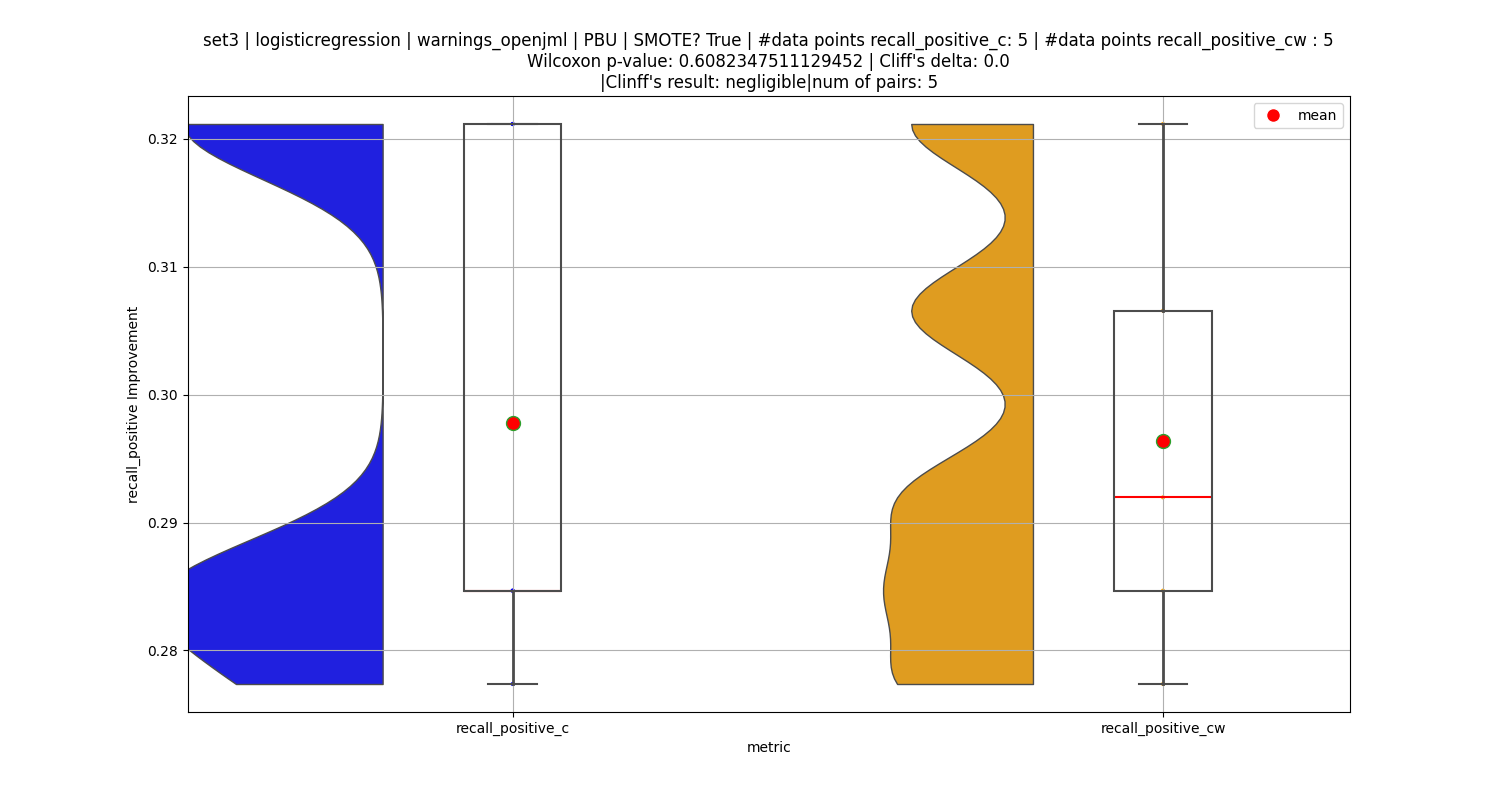 set3 | logisticregression | warnings_openjml | PBU | SMOTE? True | #data points recall_positive_c: 5 | #data points recall_positive_cw : 5
Wilcoxon p-value: 0.6082347511129452 | Cliff's delta: 0.0
|Clinff's result: negligible|num of pairs: 5
mean
0.32
0.31
0.30
0.29
0.28
recall_positive Improvement
recall_positive_c
recall_positive_cw
metric